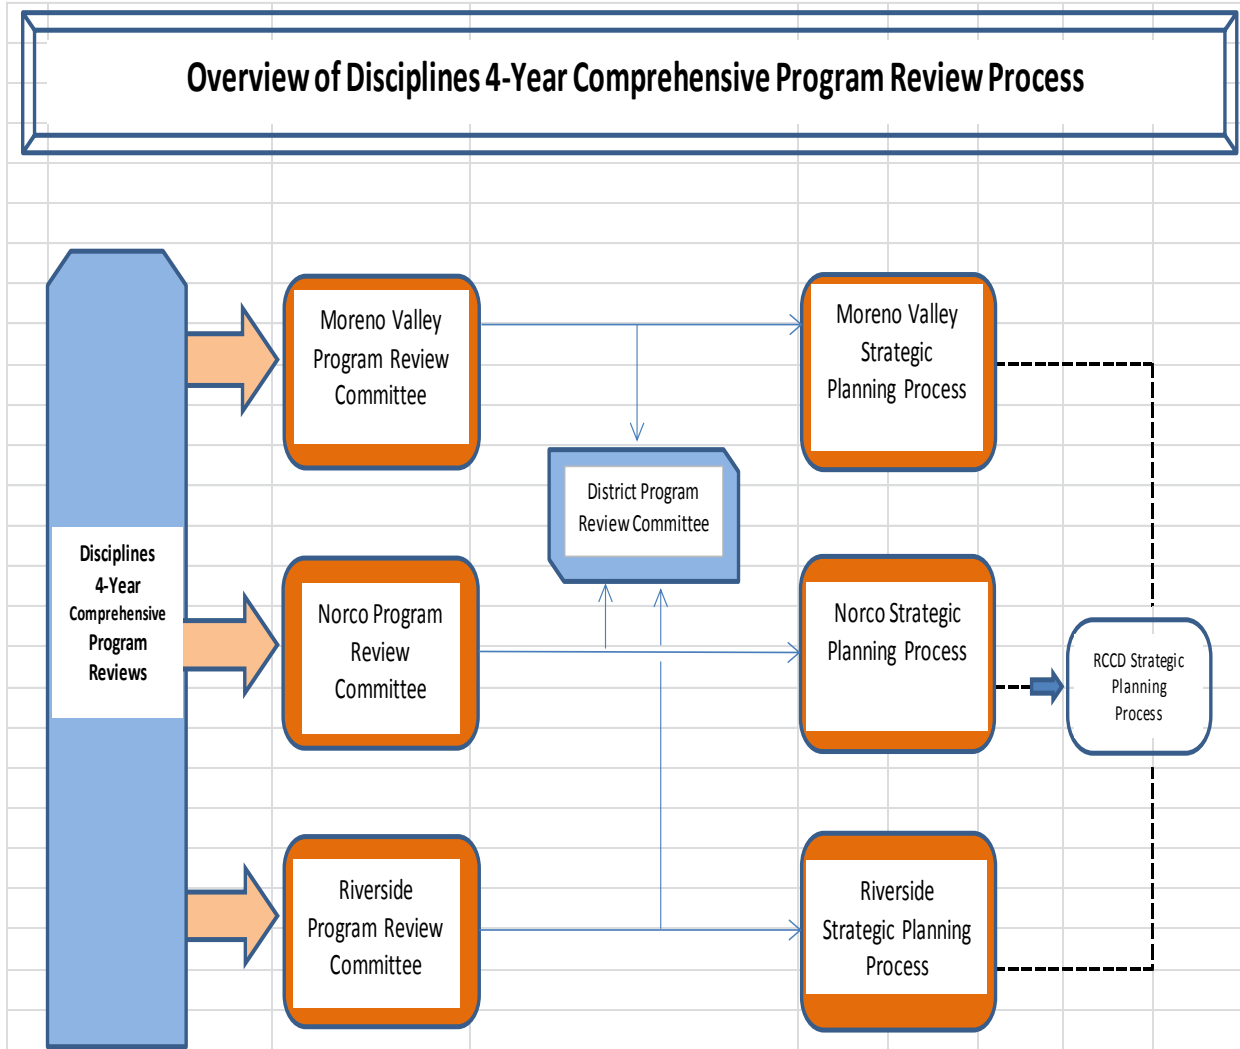 Overview of Disciplines 4-Year Comprehensive Program Review Process
Disciplines
4-Year
Comprehensive
Program
Reviews
Moreno Valley
Program Review
Committee
Moreno Valley
Strategic
Planning Process
District Program
Review Committee
Norco Program
Review
Committee
Norco Strategic
Planning Process
RCCD Strategic
Planning
Process
Riverside
Program Review
Committee
Riverside
Strategic Planning
Process